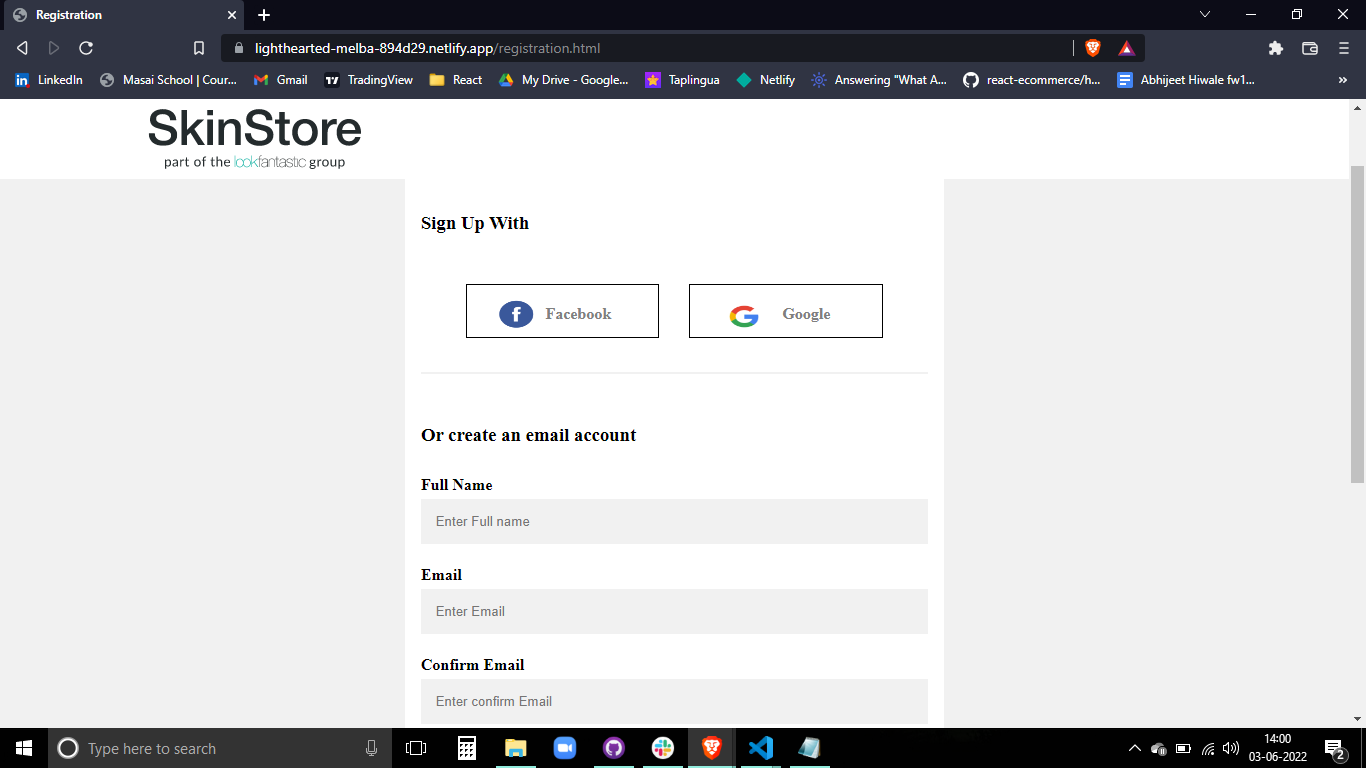 Registration
lighthearted-melba-894d29.netlify.app/registration.html
LinkedIn Masai School | Cour... Gmail TradingView React My Drive - Google... Taplingua Netlify Answering "What A... react-ecommerce/h... Abhijeet Hiwale fw1...
SkinStore
part of the lookfantastic group
Sign Up With
Facebook Google
Or create an email account
Full Name
Enter Full name
Email
Enter Email
Confirm Email
Enter confirm Email
Type here to search
14:00
03-06-2022
2